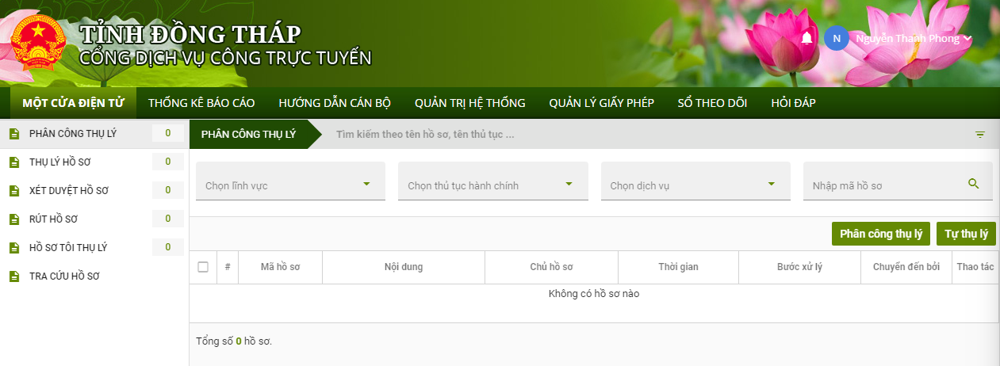 TỈNH ĐỒNG THÁP
CỔNG DỊCH VỤ CÔNG TRỰC TUYẾN
N Nguyễn Thanh Phong
MỘT CỬA ĐIỆN TỬ THỐNG KÊ BÁO CÁO HƯỚNG DẪN CÁN BỘ QUẢN TRỊ HỆ THỐNG QUẢN LÝ GIẤY PHÉP SỔ THEO DÕI HỎI ĐÁP
PHÂN CÔNG THỤ LÝ 0
THỤ LÝ HỒ SƠ 0
XÉT DUYỆT HỒ SƠ 0
RÚT HỒ SƠ 0
HỒ SƠ TÔI THỤ LÝ 0
TRA CỨU HỒ SƠ
PHÂN CÔNG THỤ LÝ Tìm kiếm theo tên hồ sơ, tên thủ tục ...
Chọn lĩnh vực Chọn thủ tục hành chính Chọn dịch vụ Nhập mã hồ sơ
Phân công thụ lý Tự thụ lý
# Mã hồ sơ Nội dung Chủ hồ sơ Thời gian Bước xử lý Chuyển đến bởi Thao tác
Không có hồ sơ nào
Tổng số 0 hồ sơ.